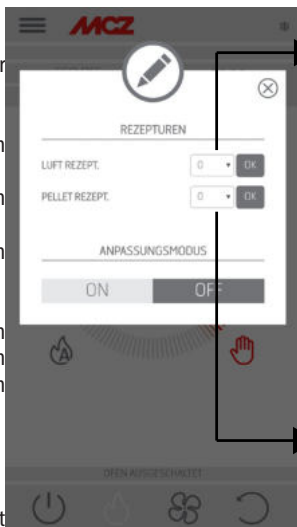 MCZ
REZEPTUREN
LUFT REZEPT. 0 OK
PELLET REZEPT. 0 OK
ANPASSUNGSMODUS
ON OFF
A
OFEN AUSGESCHALTET